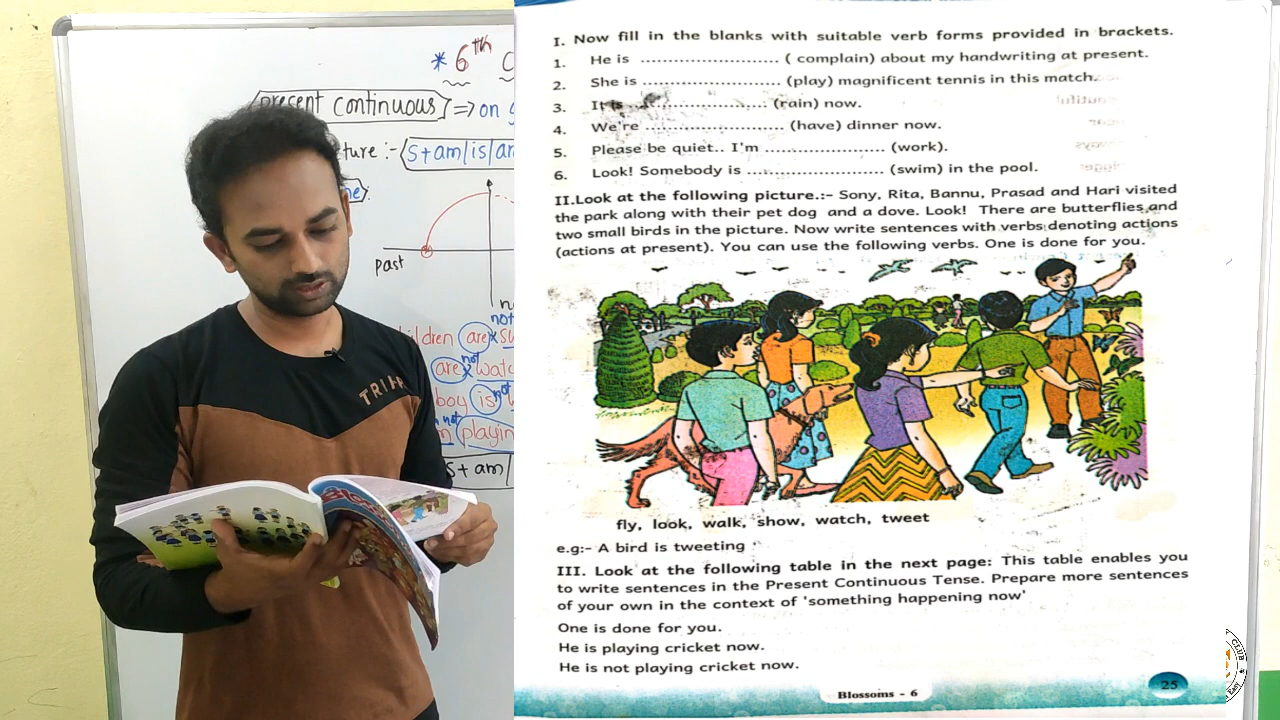 * 6th C
present continuous => on g
ture :- S+am/is/ar
ne
past
not
children are su
not
are watc
not
boy is
not
playin
S+am/
TRI
I. Now fill in the blanks with suitable verb forms provided in brackets.
1. He is ........................ ( complain) about my handwriting at present.
2. She is ........................ (play) magnificent tennis in this match.
3. It is ........................ (rain) now.
4. We're ........................ (have) dinner now.
5. Please be quiet.. I'm ..................... (work).
6. Look! Somebody is ........................ (swim) in the pool.
II.Look at the following picture.:- Sony, Rita, Bannu, Prasad and Hari visited
the park along with their pet dog and a dove. Look! There are butterflies and
two small birds in the picture. Now write sentences with verbs denoting actions
(actions at present). You can use the following verbs. One is done for you.
fly, look, walk, show, watch, tweet
e.g:- A bird is tweeting
III. Look at the following table in the next page: This table enables you
to write sentences in the Present Continuous Tense. Prepare more sentences
of your own in the context of 'something happening now'
One is done for you.
He is playing cricket now.
He is not playing cricket now.
Blossoms - 6
25